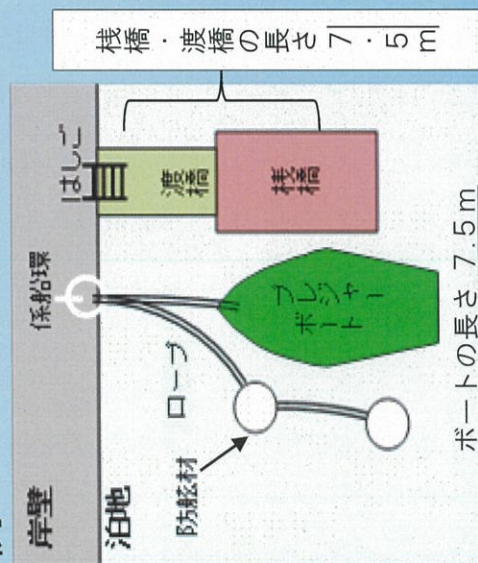 岸壁
泊地
係船環
はしご
ロープ
防舷材
渡橋
桟橋
プレジャー
ボート
桟橋・渡橋の長さ 7.5m
ボートの長さ 7.5m